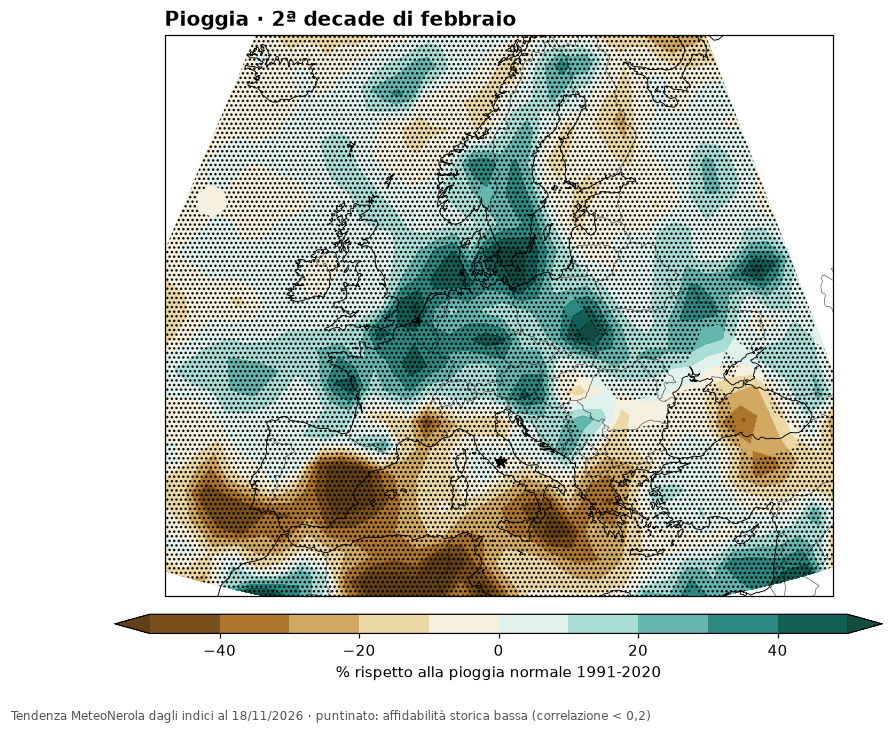 Pioggia · 2ª decade di febbraio
−40 −20 0 20 40
% rispetto alla pioggia normale 1991-2020
Tendenza MeteoNerola dagli indici al 18/11/2026 · puntinato: affidabilità storica bassa (correlazione < 0,2)